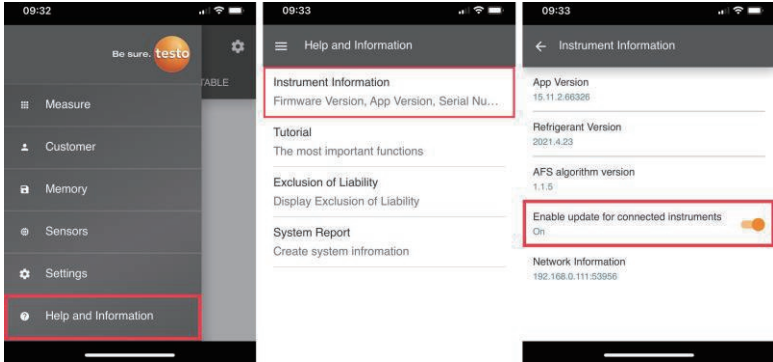 09:32
Be sure. testo
TABLE
Measure
Customer
Memory
Sensors
Settings
Help and Information
09:33
Help and Information
Instrument Information
Firmware Version, App Version, Serial Nu...
Tutorial
The most important functions
Exclusion of Liability
Display Exclusion of Liability
System Report
Create system infromation
09:33
Instrument Information
App Version
15.11.2.66326
Refrigerant Version
2021.4.23
AFS algorithm version
1.1.5
Enable update for connected instruments
On
Network Information
192.168.0.111:53956